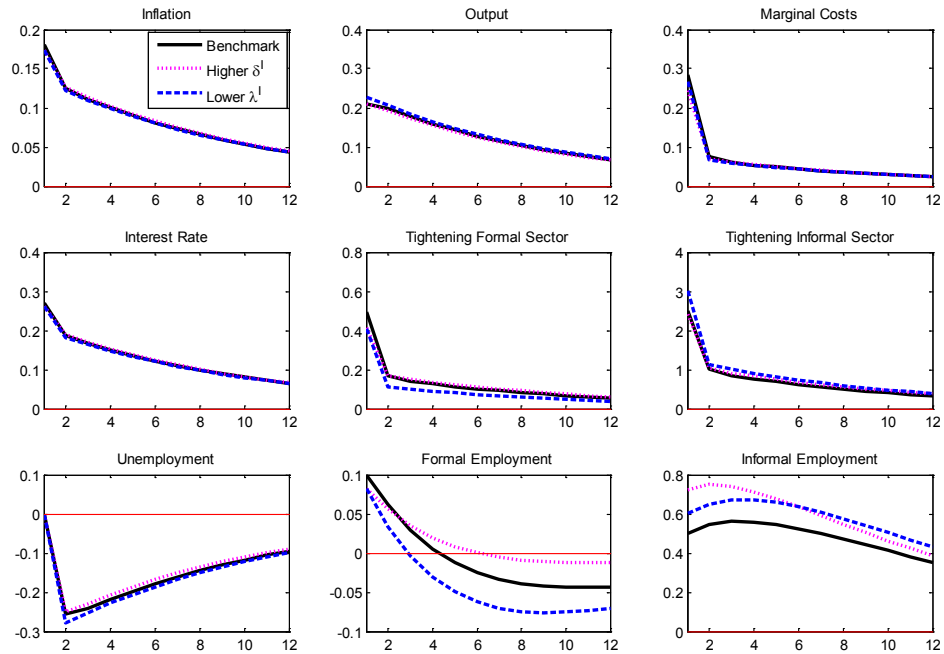 Inflation
Output
Marginal Costs
0.2
0.15
0.1
0.05
0
2 4 6 8 10 12
Benchmark
Higher δ^I
Lower λ^I
0.4
0.3
0.2
0.1
0
2 4 6 8 10 12
0.4
0.3
0.2
0.1
0
2 4 6 8 10 12
Interest Rate
Tightening Formal Sector
Tightening Informal Sector
0.4
0.3
0.2
0.1
0
2 4 6 8 10 12
0.8
0.6
0.4
0.2
0
2 4 6 8 10 12
4
3
2
1
0
2 4 6 8 10 12
Unemployment
Formal Employment
Informal Employment
0.1
0
-0.1
-0.2
-0.3
2 4 6 8 10 12
0.1
0.05
0
-0.05
-0.1
2 4 6 8 10 12
0.8
0.6
0.4
0.2
0
2 4 6 8 10 12